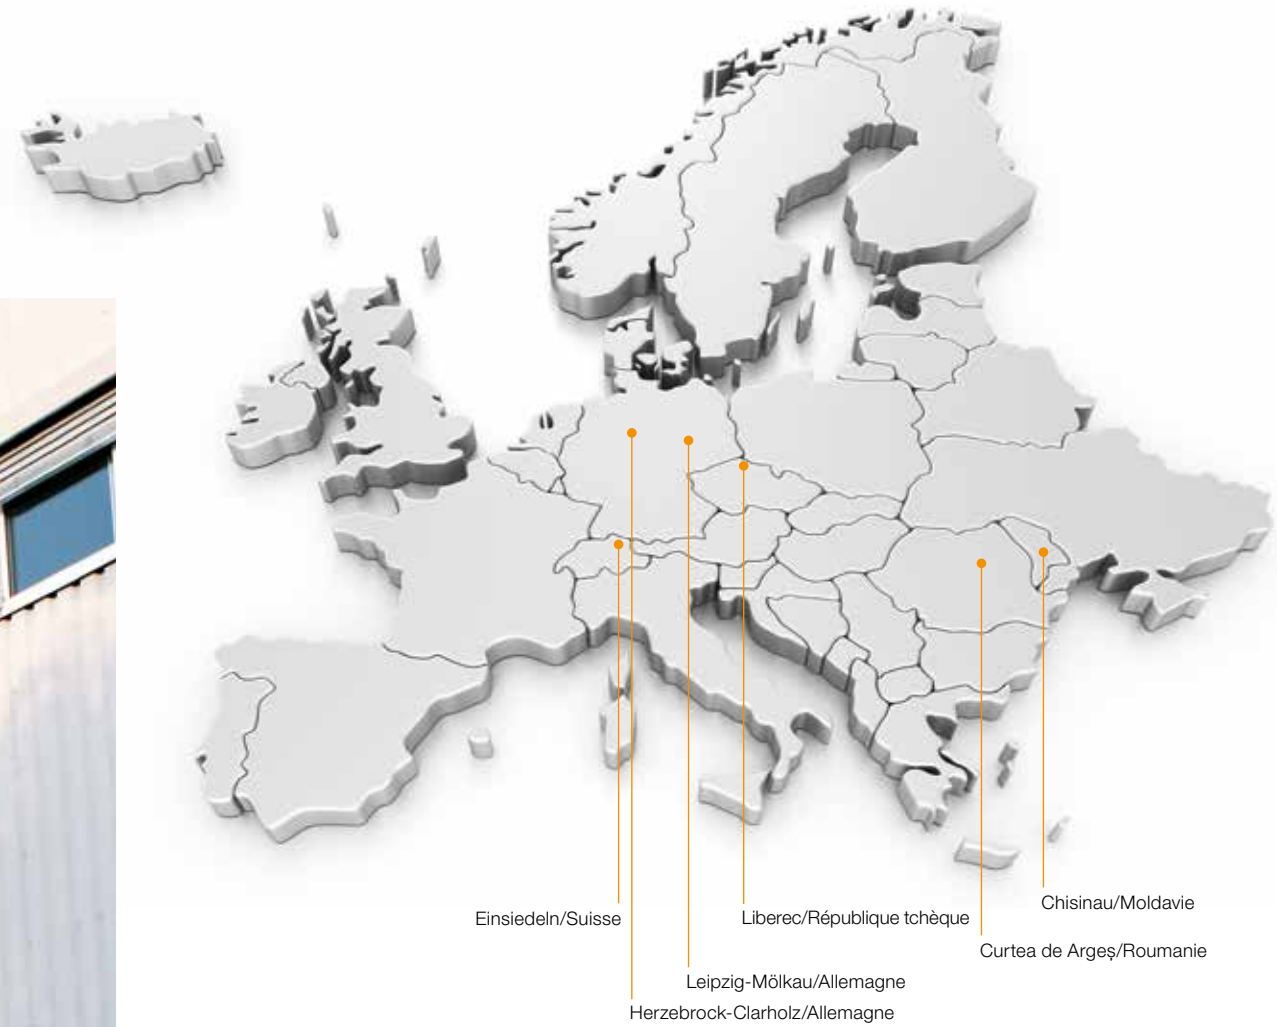 Chisinau/Moldavie
Einsiedeln/Suisse
Liberec/République tchèque
Curtea de Argeș/Roumanie
Leipzig-Mölkau/Allemagne
Herzebrock-Clarholz/Allemagne